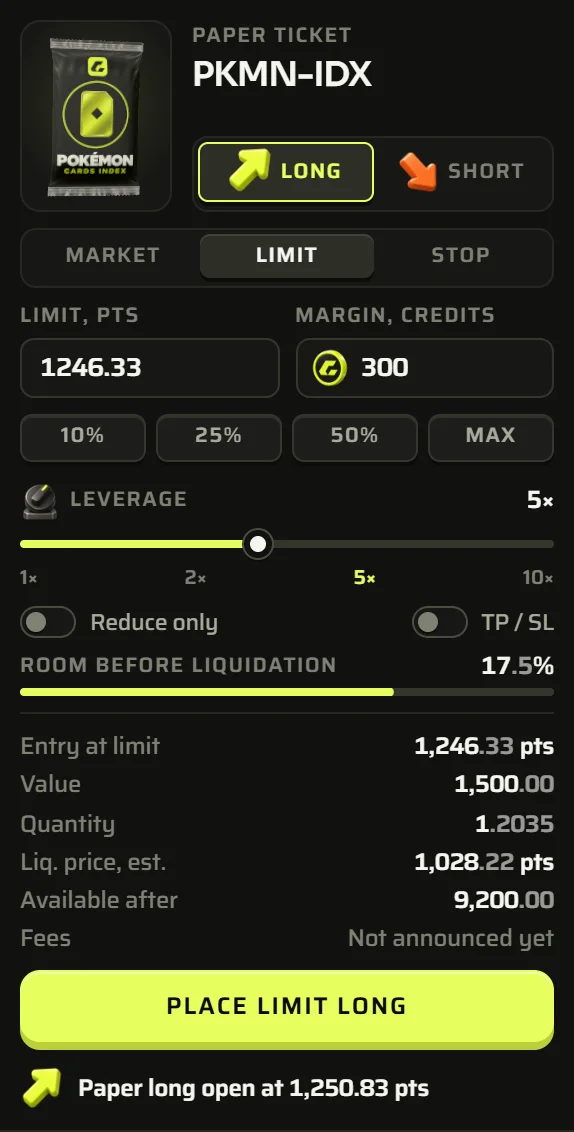 PAPER TICKET
PKMN-IDX
POKÉMON
CARDS INDEX
LONG
SHORT
MARKET
LIMIT
STOP
LIMIT, PTS
MARGIN, CREDITS
1246.33
300
10%
25%
50%
MAX
LEVERAGE
5×
1×
2×
5×
10×
Reduce only
TP / SL
ROOM BEFORE LIQUIDATION
17.5%
Entry at limit
1,246.33 pts
Value
1,500.00
Quantity
1.2035
Liq. price, est.
1,028.22 pts
Available after
9,200.00
Fees
Not announced yet
PLACE LIMIT LONG
Paper long open at 1,250.83 pts